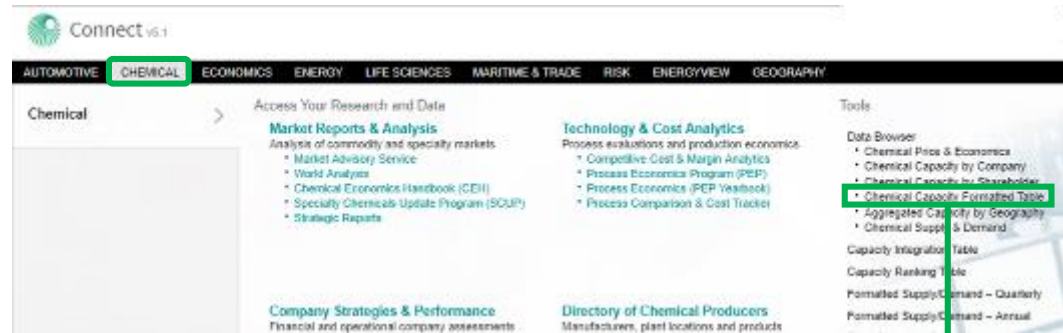 Connect v6.1
AUTOMOTIVE CHEMICAL ECONOMICS ENERGY LIFE SCIENCES MARITIME & TRADE RISK ENERGYVIEW GEOGRAPHY
Chemical
Access Your Research and Data
Market Reports & Analysis
Analysis of commodity and specialty markets
* Market Advisory Service
* World Analysis
* Chemical Economics Handbook (CEH)
* Specialty Chemicals Update Program (SCUP)
* Strategic Reports
Company Strategies & Performance
Financial and operational company assessments
Technology & Cost Analytics
Process evaluations and production economics
* Competitive Cost & Margin Analytics
* Process Economics Program (PEP)
* Process Economics (PEP Yearbook)
* Process Comparison & Cost Tracker
Directory of Chemical Producers
Manufacturers, plant locations and products
Tools
Data Browser
* Chemical Price & Economics
* Chemical Capacity by Company
* Chemical Capacity by Shareholder
* Chemical Capacity Formatted Table
* Aggregated Capacity by Geography
* Chemical Supply & Demand
Capacity Integration Table
Capacity Ranking Table
Formatted Supply/Demand – Quarterly
Formatted Supply/Demand – Annual